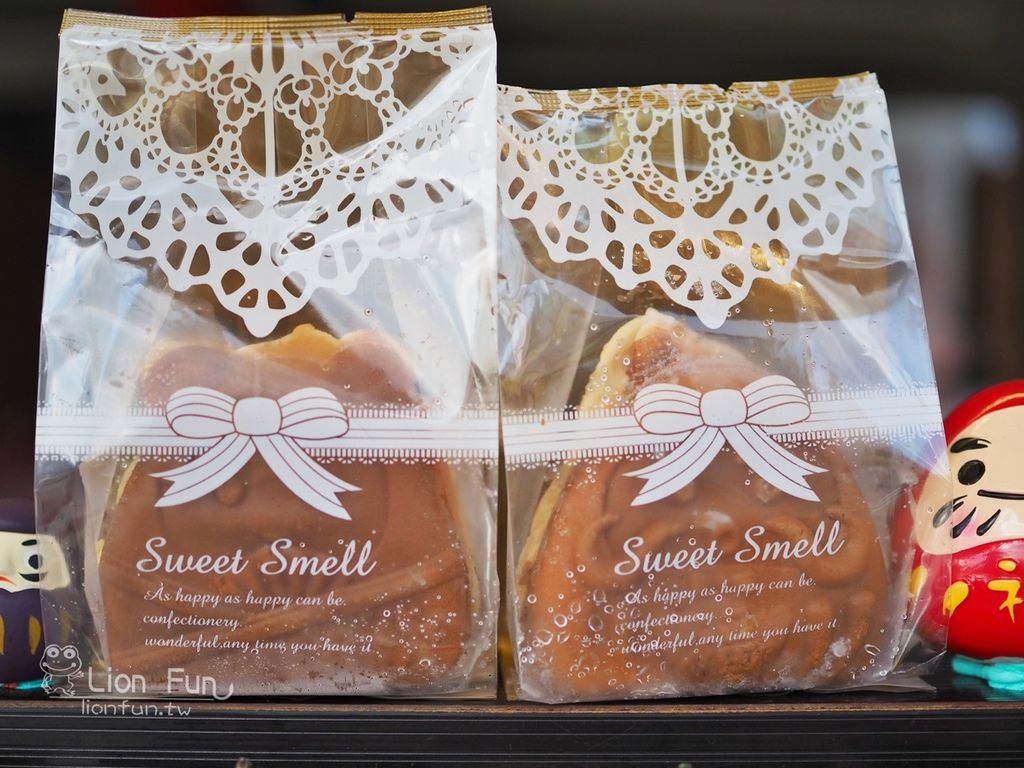 Sweet Smell
As happy as happy can be.
confectionery.
wonderful.any time you have it.
Sweet Smell
As happy as happy can be.
confectionery.
wonderful.any time you have it.
Lion Fun
lionfun.tw